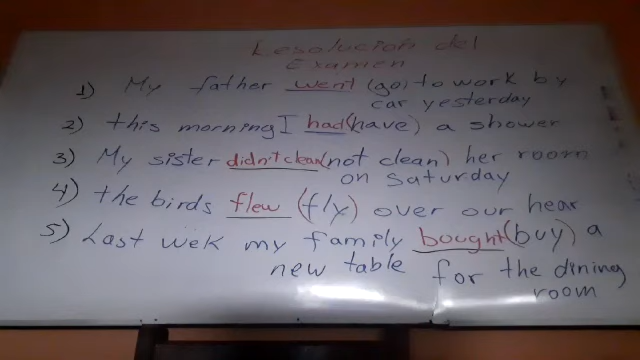 Resolucion del
Examen
1) My father went (go) to work by
car yesterday
2) this morning I had (have) a shower
3) My sister didn't clean (not clean) her room
on saturday
4) the birds flew (fly) over our hear
5) Last wek my family bought (buy) a
new table for the dining
room